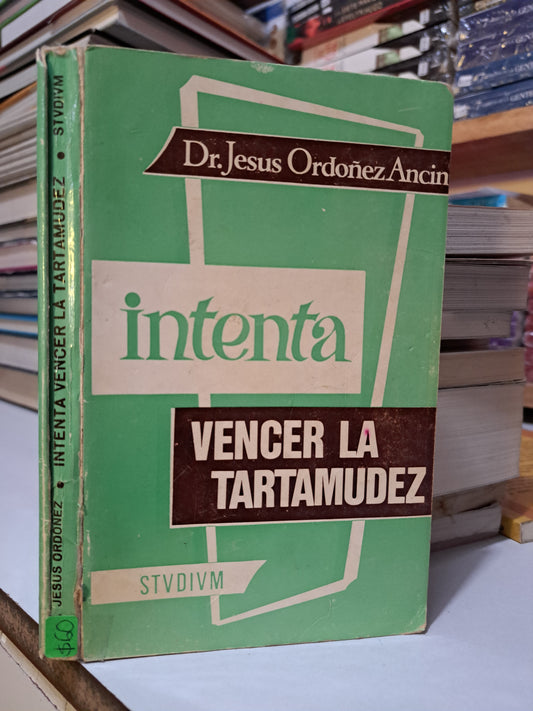 Dr. Jesus Ordoñez Ancin
intenta
VENCER LA
TARTAMUDEZ
STVDIVM
JESUS ORDOÑEZ • INTENTA VENCER LA TARTAMUDEZ • STVDIVM
$60